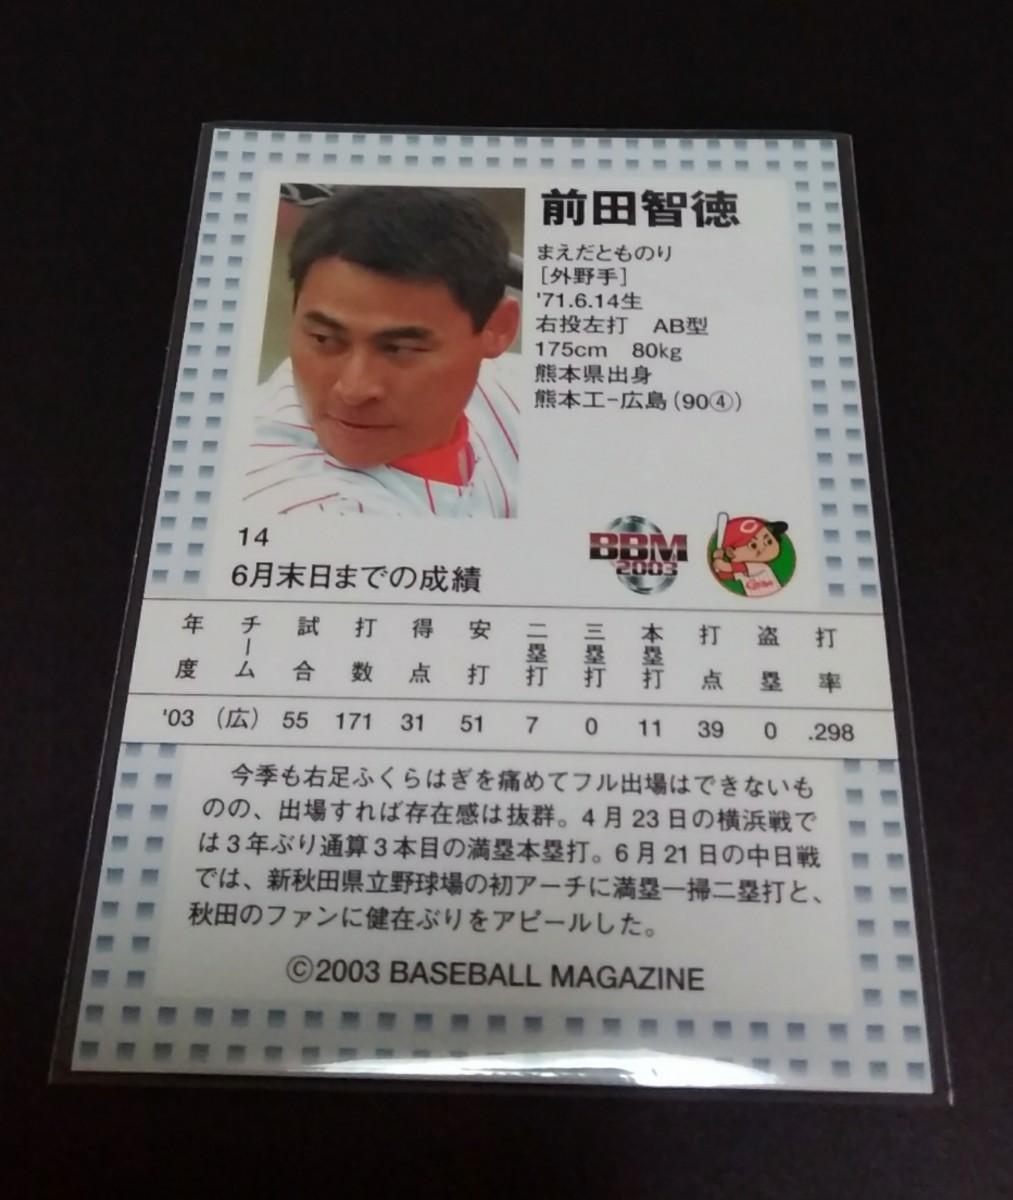 前田智徳
まえだとものり
［外野手］
'71.6.14生
右投左打　AB型
175cm　80kg
熊本県出身
熊本工−広島（90④）
BBM
2003
14
6月末日までの成績
年度 チーム 試合 打数 得点 安打 二塁打 三塁打 本塁打 打点 盗塁 打率
'03 （広） 55 171 31 51 7 0 11 39 0 .298
今季も右足ふくらはぎを痛めてフル出場はできないも
のの、出場すれば存在感は抜群。4月23日の横浜戦で
は3年ぶり通算3本目の満塁本塁打。6月21日の中日戦
では、新秋田県立野球場の初アーチに満塁一掃二塁打と、
秋田のファンに健在ぶりをアピールした。
©2003 BASEBALL MAGAZINE